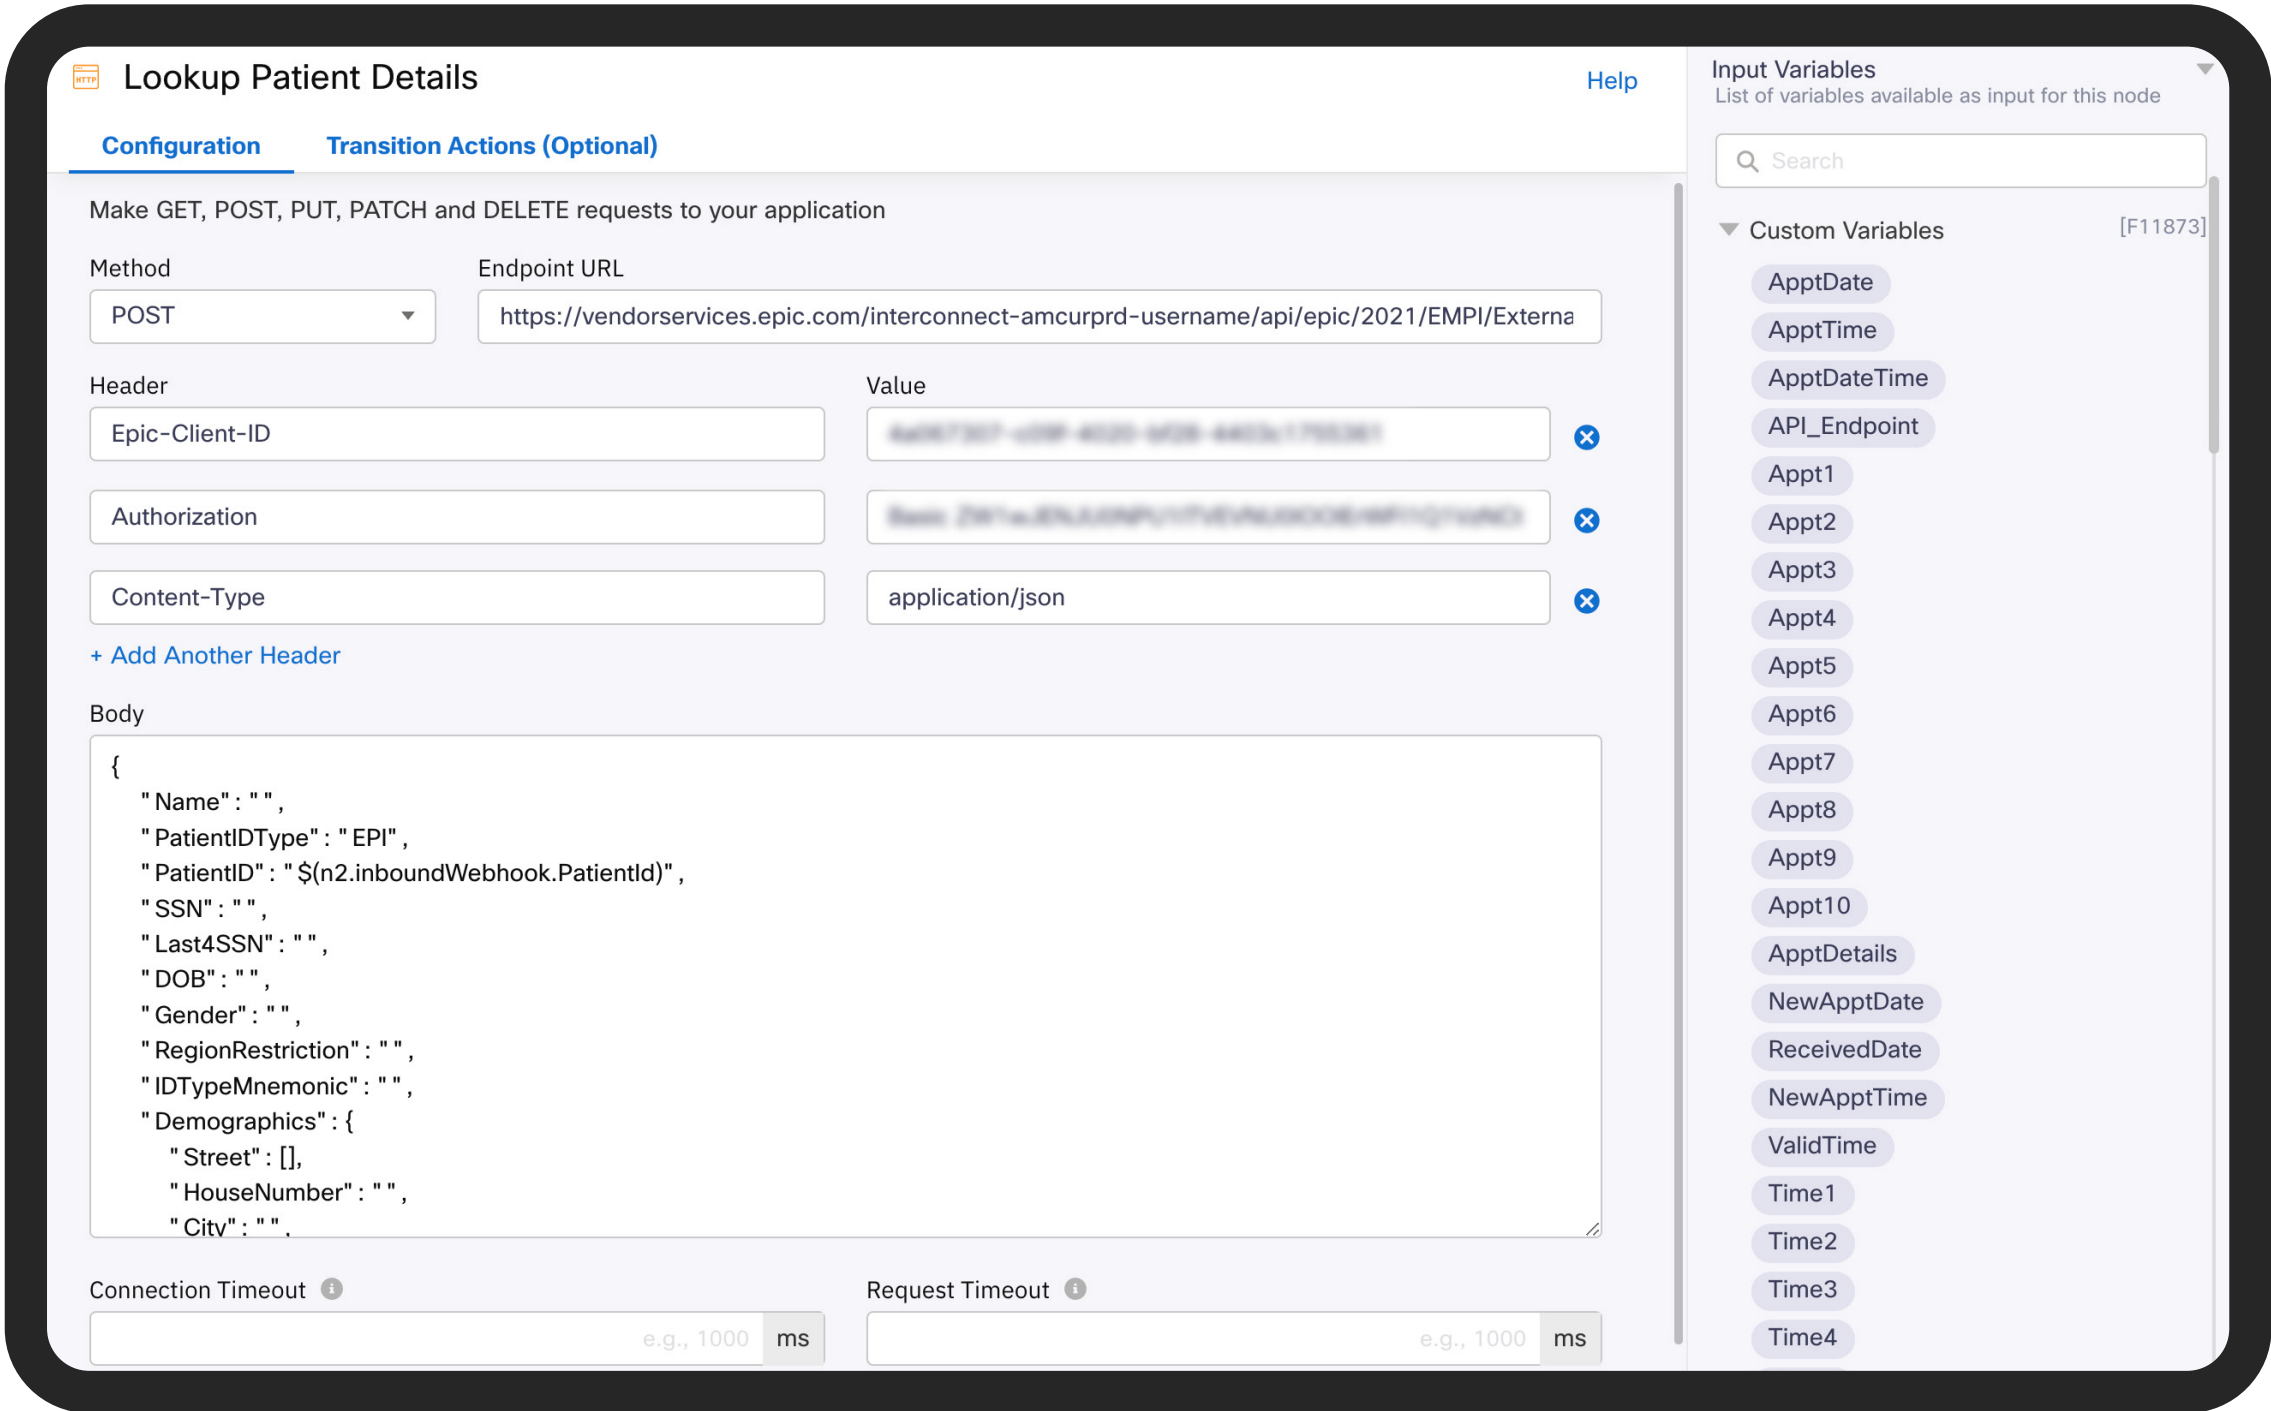 HTTP
Lookup Patient Details
Help
Configuration
Transition Actions (Optional)
Make GET, POST, PUT, PATCH and DELETE requests to your application
Method
Endpoint URL
POST
https://vendorservices.epic.com/interconnect-amcurprd-username/api/epic/2021/EMPI/Externa
Header
Value
Epic-Client-ID
Authorization
Basic
Content-Type
application/json
+ Add Another Header
Body
{
"Name": "",
"PatientIDType": "EPI",
"PatientID": "$(n2.inboundWebhook.PatientId)",
"SSN": "",
"Last4SSN": "",
"DOB": "",
"Gender": "",
"RegionRestriction": "",
"IDTypeMnemonic": "",
"Demographics": {
"Street": [],
"HouseNumber": "",
"City": "",
Connection Timeout
Request Timeout
e.g., 1000 ms
e.g., 1000 ms
Input Variables
List of variables available as input for this node
Search
Custom Variables
[F11873]
ApptDate
ApptTime
ApptDateTime
API_Endpoint
Appt1
Appt2
Appt3
Appt4
Appt5
Appt6
Appt7
Appt8
Appt9
Appt10
ApptDetails
NewApptDate
ReceivedDate
NewApptTime
ValidTime
Time1
Time2
Time3
Time4